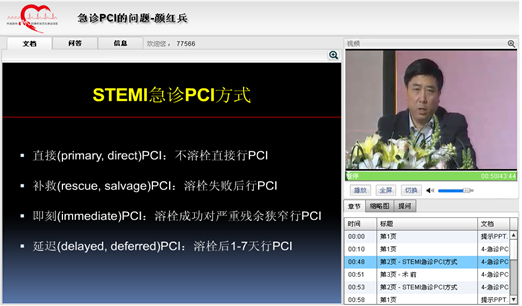 急诊PCI的问题-颜红兵
文档
问答
信息
欢迎您，77566
STEMI急诊PCI方式
直接(primary, direct)PCI：不溶栓直接行PCI
补救(rescue, salvage)PCI：溶栓失败后行PCI
即刻(immediate)PCI：溶栓成功对严重残余狭窄行PCI
延迟(delayed, deferred)PCI：溶栓后1-7天行PCI
视频
00:50/43:44
播放
全屏
切换
章节
缩略图
提问
时间 标题 文档
00:00 第1页 提示PPT.
00:10 第1页 4-急诊PC
00:48 第2页 - STEMI急诊PCI方式 4-急诊PC
00:51 第3页 - 术 前 4-急诊PC
00:53 第2页 - STEMI急诊PCI方式 4-急诊PC
00:58 第1页 提示PPT.